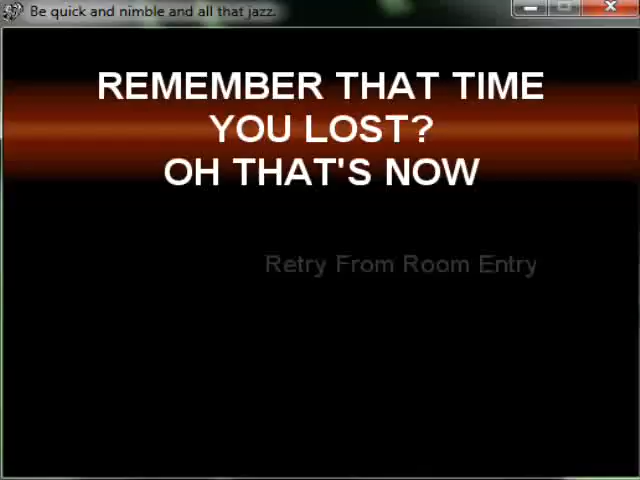 Be quick and nimble and all that jazz.
REMEMBER THAT TIME
YOU LOST?
OH THAT'S NOW
Retry From Room Entry